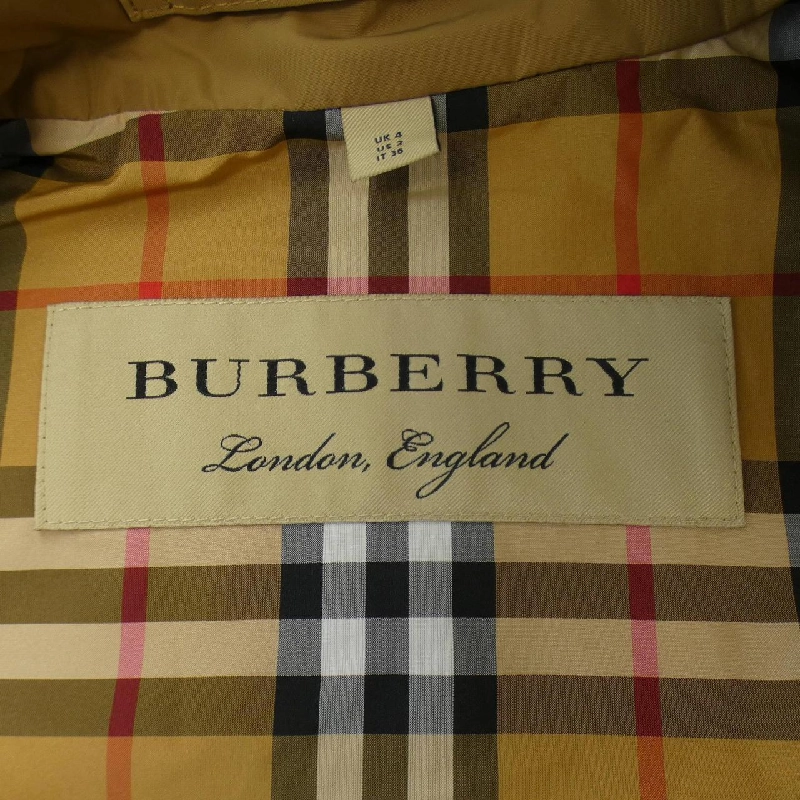 UK 4
US 2
IT 36
BURBERRY
London, England